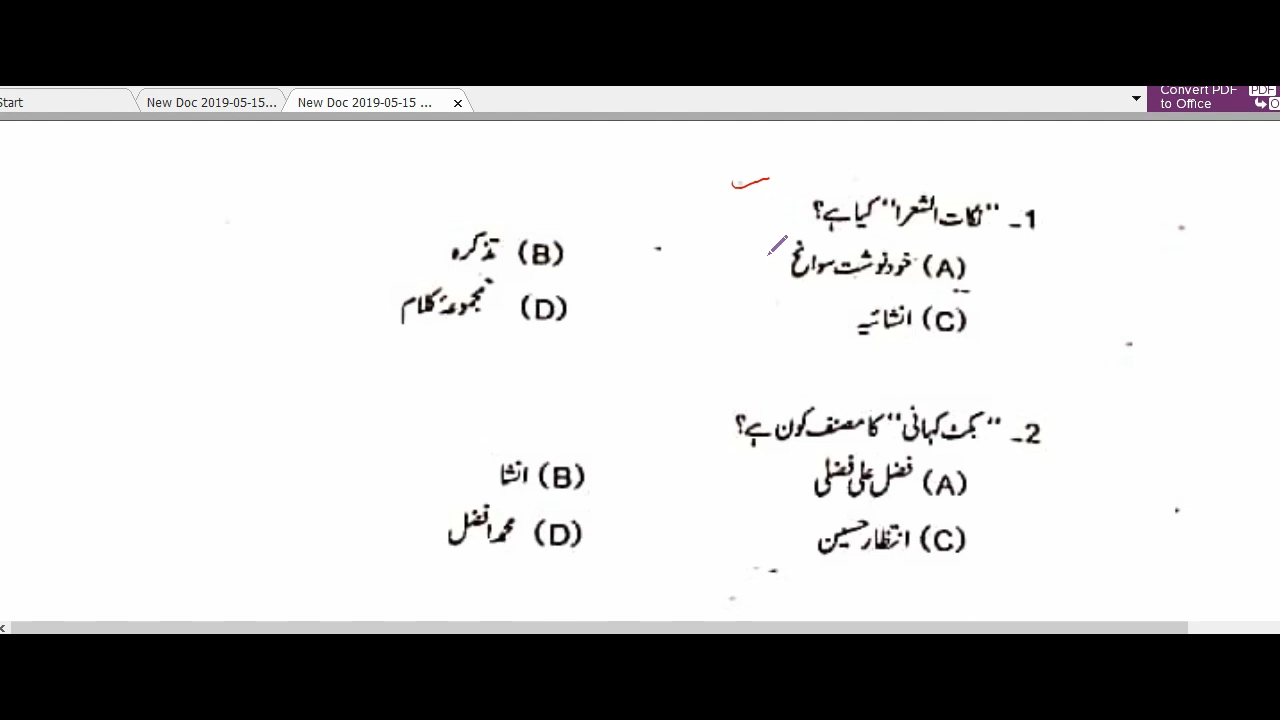 Start
New Doc 2019-05-15...
New Doc 2019-05-15 ...
Convert PDF
to Office
PDF
1۔ "نکات الشعرا" کیا ہے؟
(A) خودنوشت سوانح
(B) تذکرہ
(C) انشائیہ
(D) مجموعۂ کلام
2۔ "بکٹ کہانی" کا مصنف کون ہے؟
(A) فضل علی فضلی
(B) انشا
(C) انتظار حسین
(D) محمد افضل